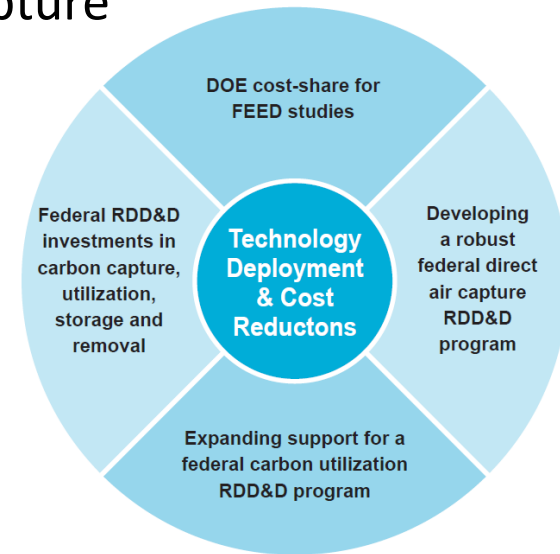 DOE cost-share for
FEED studies
Federal RDD&D
investments in
carbon capture,
utilization,
storage and
removal
Technology
Deployment
& Cost
Reductons
Developing
a robust
federal direct
air capture
RDD&D
program
Expanding support for a
federal carbon utilization
RDD&D program